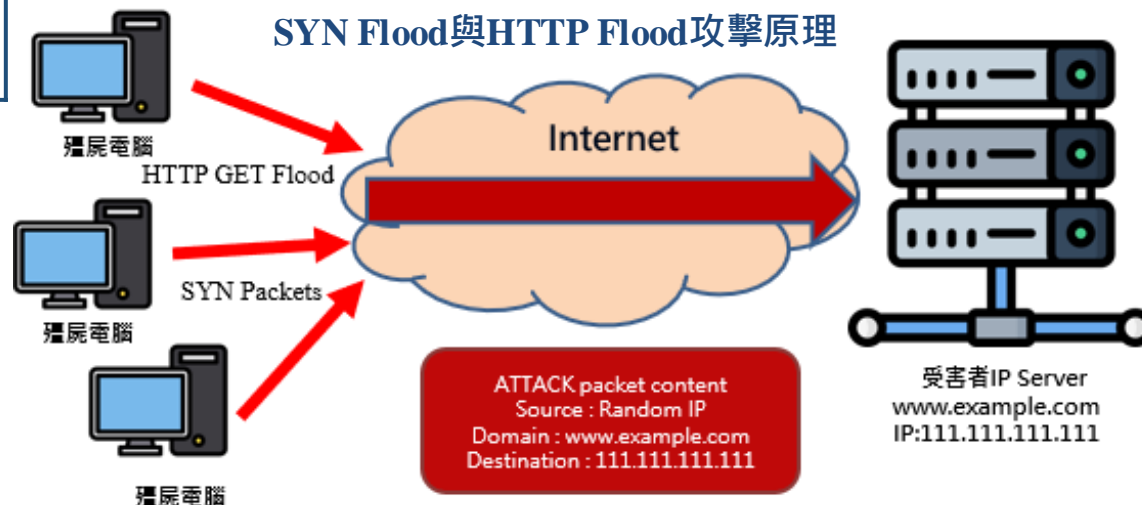 SYN Flood與HTTP Flood攻擊原理
殭屍電腦
HTTP GET Flood
Internet
殭屍電腦
SYN Packets
殭屍電腦
ATTACK packet content
Source : Random IP
Domain : www.example.com
Destination : 111.111.111.111
受害者IP Server
www.example.com
IP:111.111.111.111